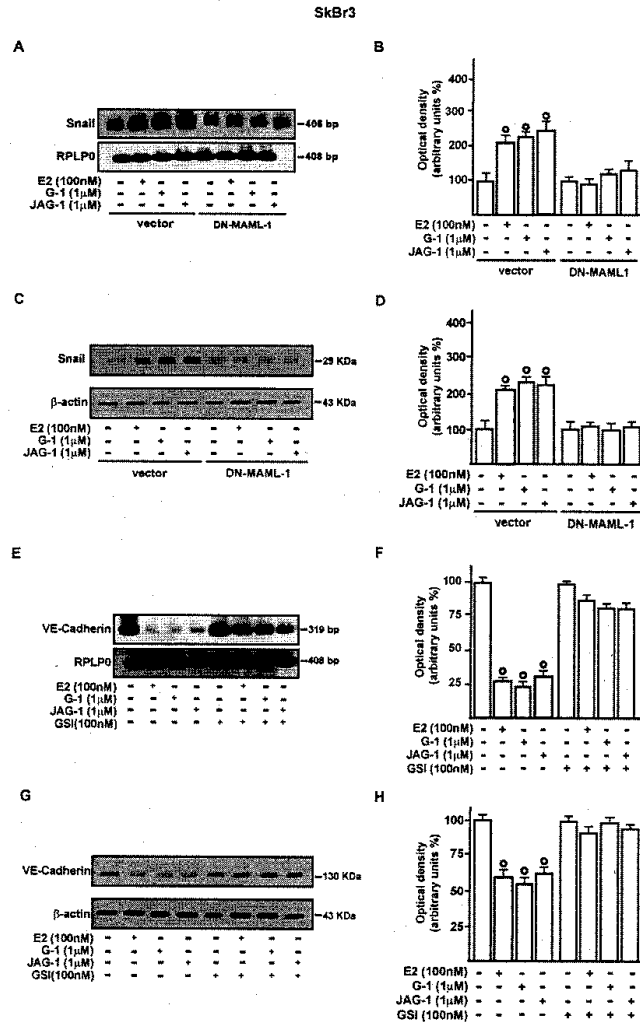 SkBr3
A
Snail
406 bp
RPLP0
408 bp
E2 (100nM) - + - - - + - -
G-1 (1µM) - - + - - - + -
JAG-1 (1µM) - - - + - - - +
vector DN-MAML-1
B
Optical density
(arbitrary units %)
400
300
200
100
E2 (100nM) - + - - - + - -
G-1 (1µM) - - + - - - + -
JAG-1 (1µM) - - - + - - - +
vector DN-MAML1
C
Snail
29 KDa
β-actin
43 KDa
E2 (100nM) - + - - - + - -
G-1 (1µM) - - + - - - + -
JAG-1 (1µM) - - - + - - - +
vector DN-MAML-1
D
Optical density
(arbitrary units %)
400
300
200
100
E2 (100nM) - + - - - + - -
G-1 (1µM) - - + - - - + -
JAG-1 (1µM) - - - + - - - +
vector DN-MAML-1
E
VE-Cadherin
319 bp
RPLP0
408 bp
E2 (100nM) - + - - - + - -
G-1 (1µM) - - + - - - + -
JAG-1 (1µM) - - - + - - - +
GSI(100nM) - - - - + + + +
F
Optical density
(arbitrary units %)
100
75
50
25
E2 (100nM) - + - - - + - -
G-1 (1µM) - - + - - - + -
JAG-1 (1µM) - - - + - - - +
GSI (100nM) - - - - + + + +
G
VE-Cadherin
130 KDa
β-actin
43 KDa
E2 (100nM) - + - - - + - -
G-1 (1µM) - - + - - - + -
JAG-1 (1µM) - - - + - - - +
GSI(100nM) - - - - + + + +
H
Optical density
(arbitrary units %)
100
75
50
25
E2 (100nM) - + - - - + - -
G-1 (1µM) - - + - - - + -
JAG-1 (1µM) - - - + - - - +
GSI (100nM) - - - - + + + +